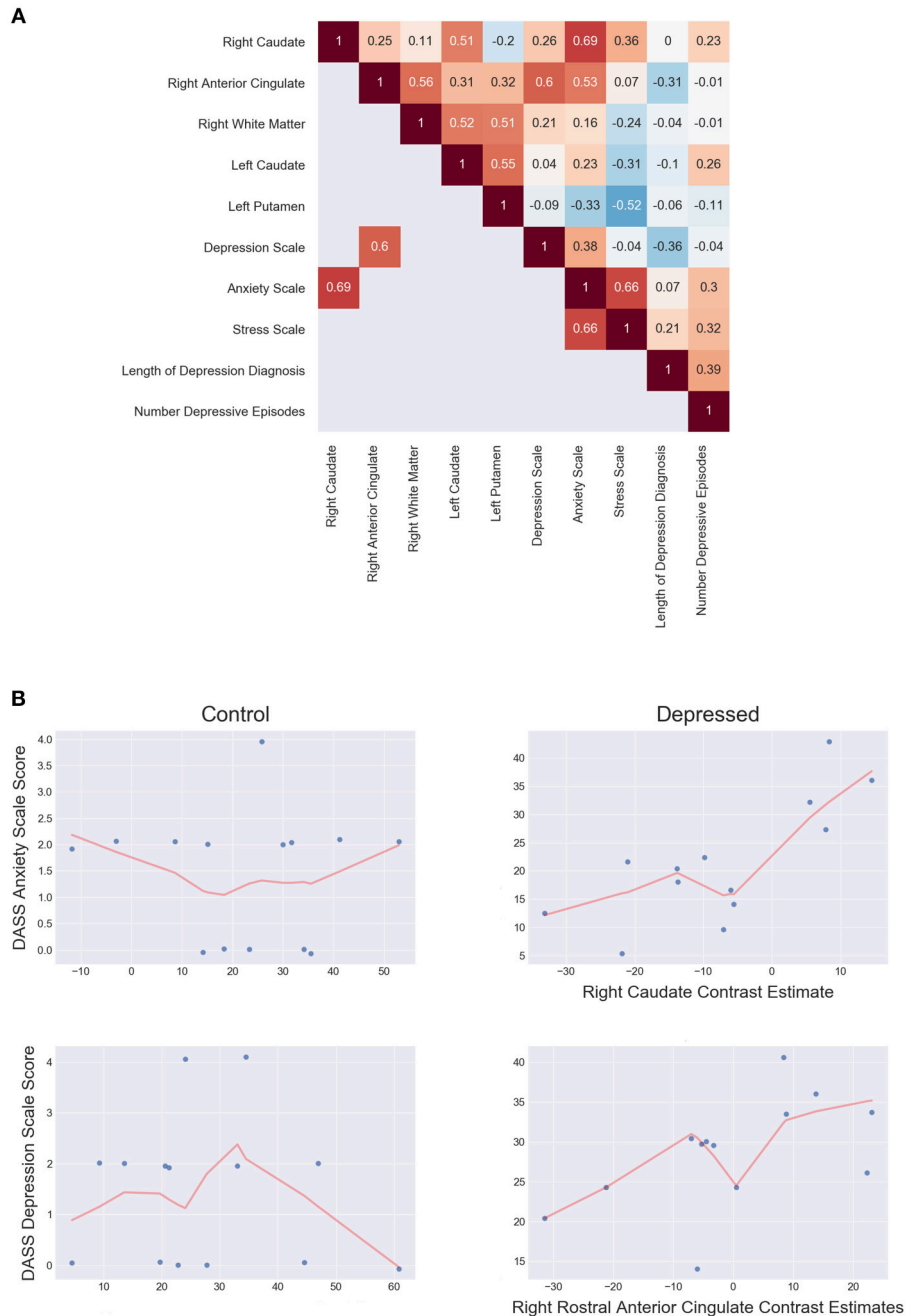 A
Right Caudate 1 0.25 0.11 0.51 -0.2 0.26 0.69 0.36 0 0.23
Right Anterior Cingulate 1 0.56 0.31 0.32 0.6 0.53 0.07 -0.31 -0.01
Right White Matter 1 0.52 0.51 0.21 0.16 -0.24 -0.04 -0.01
Left Caudate 1 0.55 0.04 0.23 -0.31 -0.1 0.26
Left Putamen 1 -0.09 -0.33 -0.52 -0.06 -0.11
Depression Scale 0.6 1 0.38 -0.04 -0.36 -0.04
Anxiety Scale 0.69 1 0.66 0.07 0.3
Stress Scale 0.66 1 0.21 0.32
Length of Depression Diagnosis 1 0.39
Number Depressive Episodes 1
Right Caudate
Right Anterior Cingulate
Right White Matter
Left Caudate
Left Putamen
Depression Scale
Anxiety Scale
Stress Scale
Length of Depression Diagnosis
Number Depressive Episodes
B
Control
DASS Anxiety Scale Score
4.0
3.5
3.0
2.5
2.0
1.5
1.0
0.5
0.0
−10 0 10 20 30 40 50
Depressed
40
35
30
25
20
15
10
5
−30 −20 −10 0 10
Right Caudate Contrast Estimate
DASS Depression Scale Score
4
3
2
1
0
10 20 30 40 50 60
40
35
30
25
20
15
−30 −20 −10 0 10 20
Right Rostral Anterior Cingulate Contrast Estimates